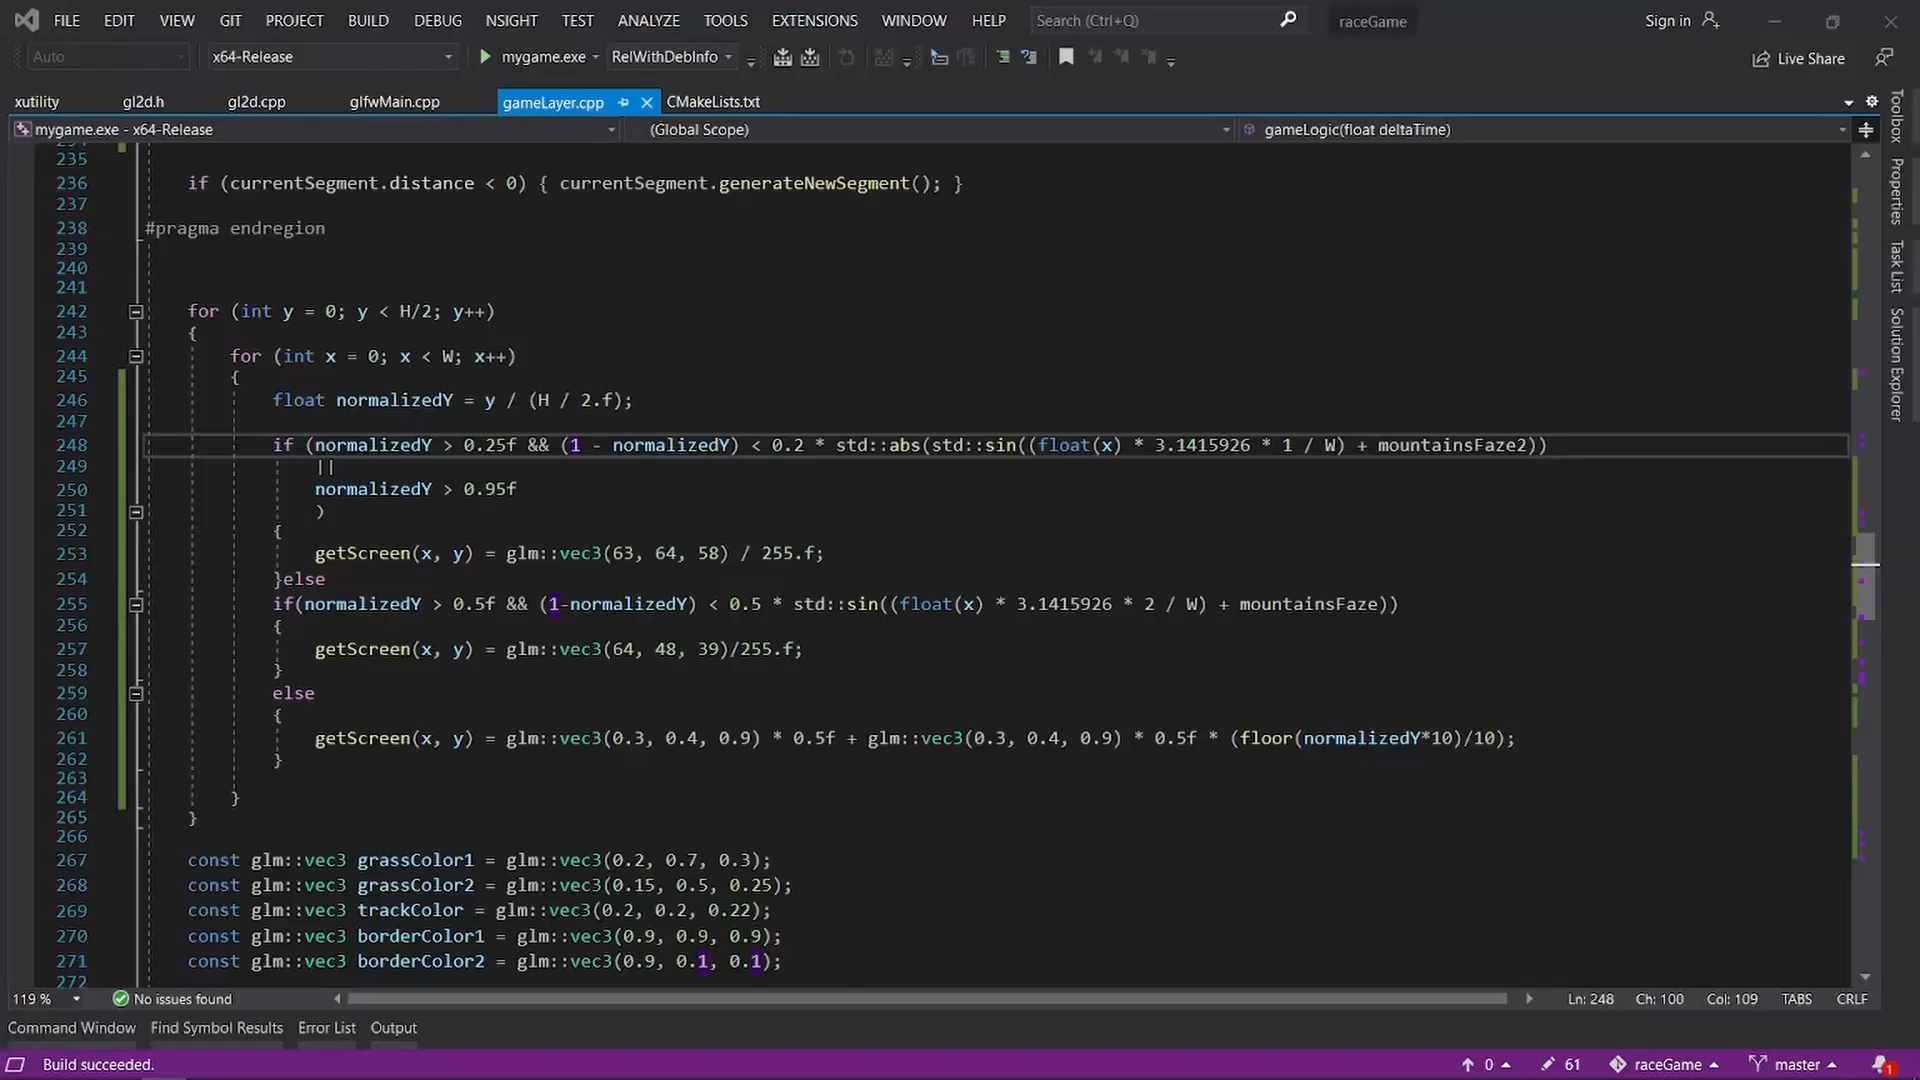 FILE EDIT VIEW GIT PROJECT BUILD DEBUG NSIGHT TEST ANALYZE TOOLS EXTENSIONS WINDOW HELP Search (Ctrl+Q) raceGame Sign in
Auto x64-Release mygame.exe RelWithDebInfo Live Share
xutility gl2d.h gl2d.cpp glfwMain.cpp gameLayer.cpp CMakeLists.txt
mygame.exe - x64-Release (Global Scope) gameLogic(float deltaTime)
Toolbox
Properties
Task List
Solution Explorer
235
236 if (currentSegment.distance < 0) { currentSegment.generateNewSegment(); }
237
238 #pragma endregion
239
240
241
242 for (int y = 0; y < H/2; y++)
243 {
244 for (int x = 0; x < W; x++)
245 {
246 float normalizedY = y / (H / 2.f);
247
248 if (normalizedY > 0.25f && (1 - normalizedY) < 0.2 * std::abs(std::sin((float(x) * 3.1415926 * 1 / W) + mountainsFaze2))
249 ||
250 normalizedY > 0.95f
251 )
252 {
253 getScreen(x, y) = glm::vec3(63, 64, 58) / 255.f;
254 }else
255 if(normalizedY > 0.5f && (1-normalizedY) < 0.5 * std::sin((float(x) * 3.1415926 * 2 / W) + mountainsFaze))
256 {
257 getScreen(x, y) = glm::vec3(64, 48, 39)/255.f;
258 }
259 else
260 {
261 getScreen(x, y) = glm::vec3(0.3, 0.4, 0.9) * 0.5f + glm::vec3(0.3, 0.4, 0.9) * 0.5f * (floor(normalizedY*10)/10);
262 }
263
264 }
265 }
266
267 const glm::vec3 grassColor1 = glm::vec3(0.2, 0.7, 0.3);
268 const glm::vec3 grassColor2 = glm::vec3(0.15, 0.5, 0.25);
269 const glm::vec3 trackColor = glm::vec3(0.2, 0.2, 0.22);
270 const glm::vec3 borderColor1 = glm::vec3(0.9, 0.9, 0.9);
271 const glm::vec3 borderColor2 = glm::vec3(0.9, 0.1, 0.1);
272
119 % No issues found Ln: 248 Ch: 100 Col: 109 TABS CRLF
Command Window Find Symbol Results Error List Output
Build succeeded. 0 61 raceGame master 1